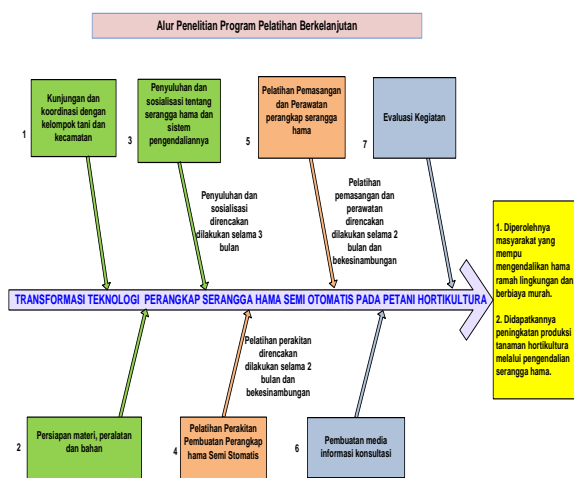 Alur Penelitian Program Pelatihan Berkelanjutan
1
Kunjungan dan
koordinasi dengan
kelompok tani dan
kecamatan
3
Penyuluhan dan
sosialisasi tentang
serangga hama dan
sistem
pengendaliannya
5
Pelatihan Pemasangan
dan Perawatan
perangkap serangga
hama
7
Evaluasi Kegiatan
Penyuluhan dan
sosialisasi
direncakan
dilakukan selama 3
bulan
Pelatihan
pemasangan dan
perawatan
direncakan
dilakukan selama 2
bulan dan
bekesinambungan
TRANSFORMASI TEKNOLOGI PERANGKAP SERANGGA HAMA SEMI OTOMATIS PADA PETANI HORTIKULTURA
1. Diperolehnya
masyarakat yang
mempu
mengendalikan hama
ramah lingkungan dan
berbiaya murah.
2. Didapatkannya
peningkatan produksi
tanaman hortikultura
melalui pengendalian
serangga hama.
Pelatihan perakitan
direncakan
dilakukan selama 2
bulan dan
bekesinambungan
2
Persiapan materi, peralatan
dan bahan
4
Pelatihan Perakitan
Pembuatan Perangkap
hama Semi Stomatis
6
Pembuatan media
informasi konsultasi